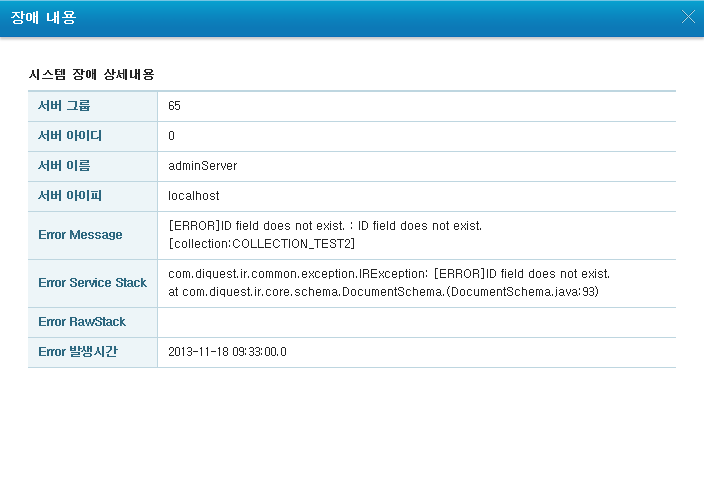 장애 내용
시스템 장애 상세내용
서버 그룹 65
서버 아이디 0
서버 이름 adminServer
서버 아이피 localhost
Error Message [ERROR]ID field does not exist. : ID field does not exist.
[collection:COLLECTION_TEST2]
Error Service Stack com.diquest.ir.common.exception.IRException: [ERROR]ID field does not exist.
at com.diquest.ir.core.schema.DocumentSchema.(DocumentSchema.java:93)
Error RawStack
Error 발생시간 2013-11-18 09:33:00.0